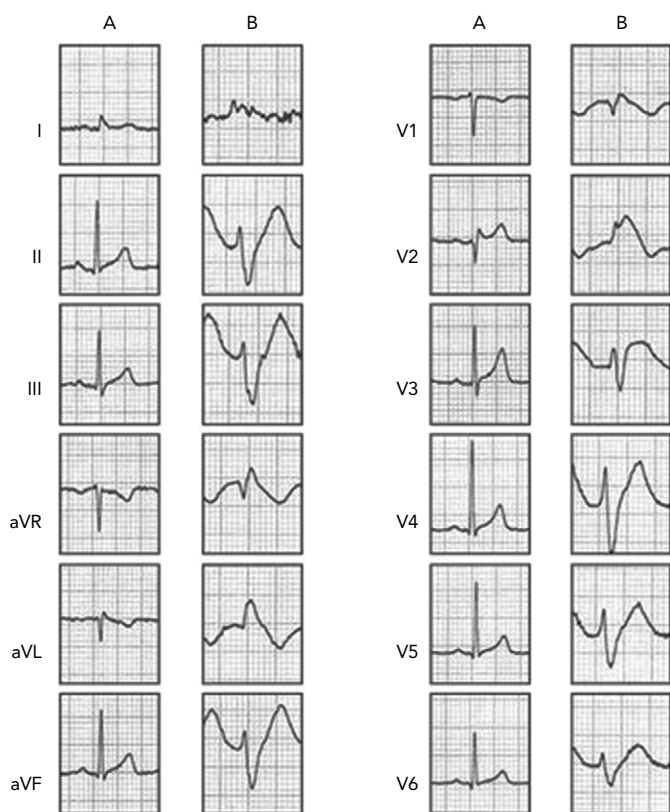 A B A B
I V1
II V2
III V3
aVR V4
aVL V5
aVF V6